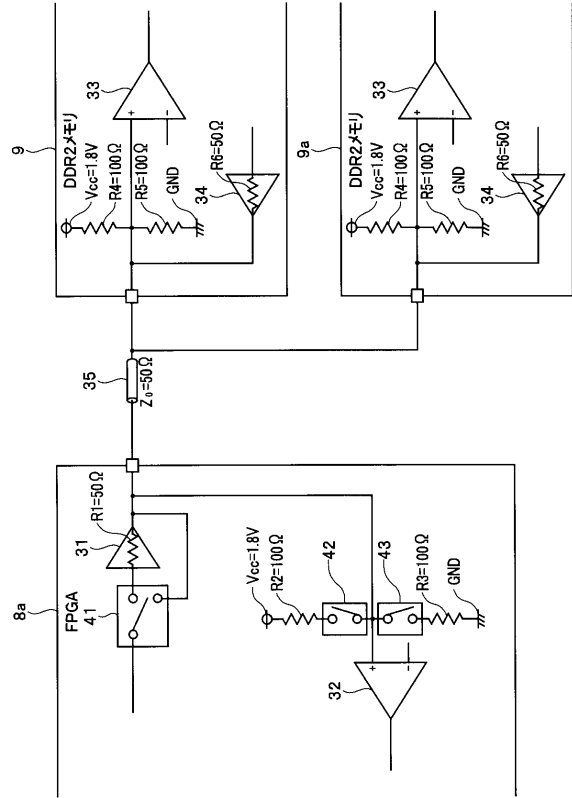 8a
FPGA
41
31
R1=50Ω
Vcc=1.8V
R2=100Ω
42
43
R3=100Ω
GND
32
+
-
35
Z0=50Ω
9
DDR2メモリ
Vcc=1.8V
R4=100Ω
R5=100Ω
GND
33
+
-
34
R6=50Ω
9a
DDR2メモリ
Vcc=1.8V
R4=100Ω
R5=100Ω
GND
33
+
-
34
R6=50Ω